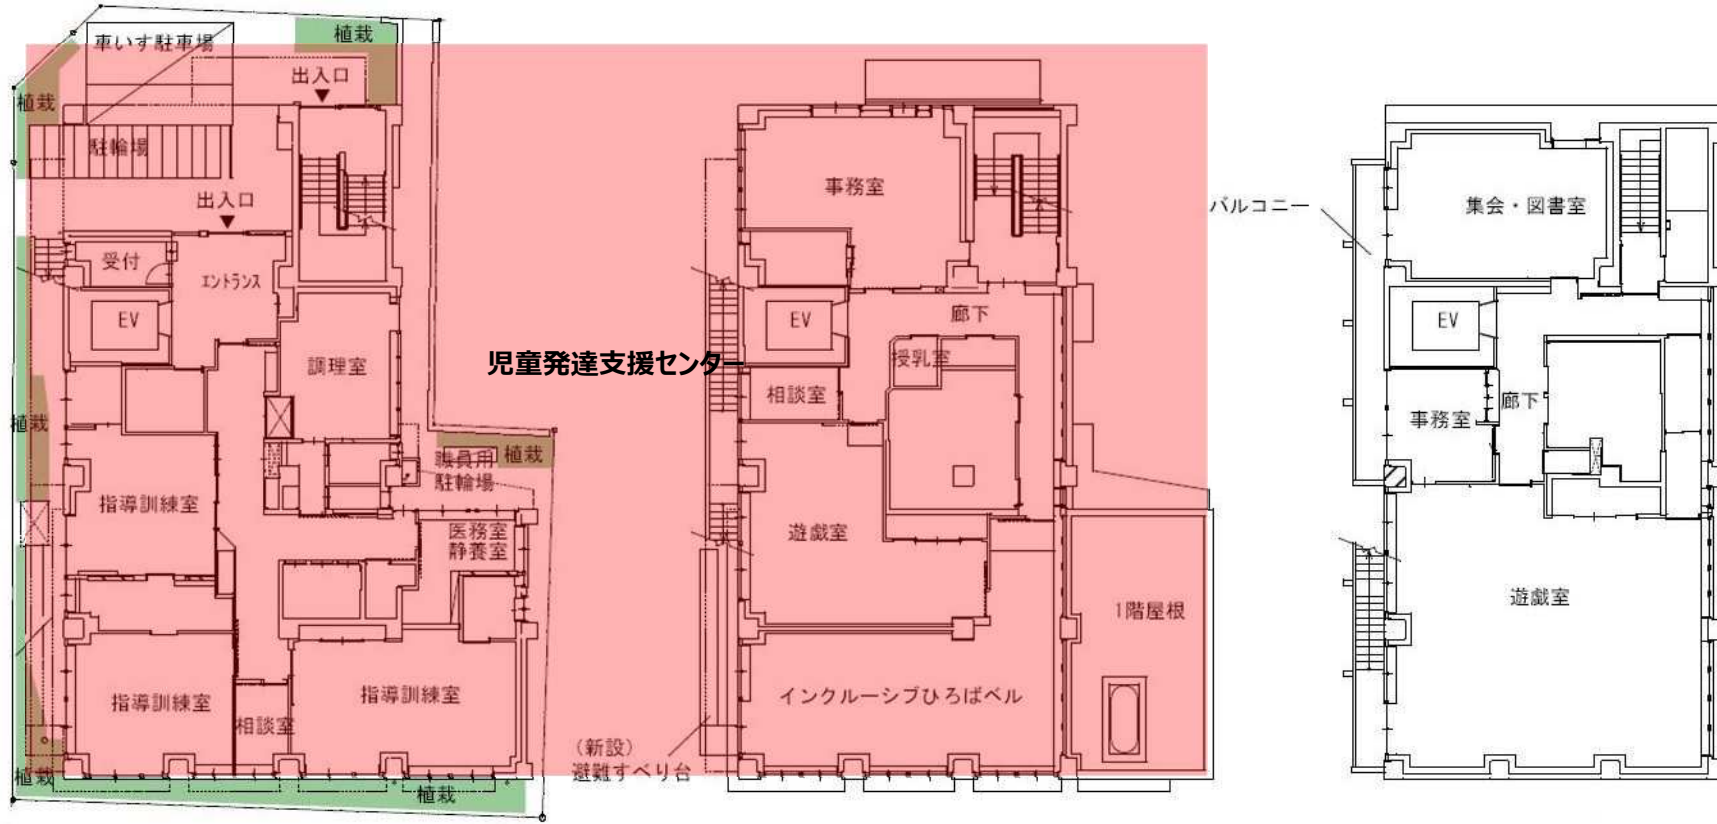 車いす駐車場
植栽
出入口
植栽
駐輪場
出入口
受付
エントランス
EV
調理室
植栽
職員用
駐輪場
植栽
指導訓練室
医務室
静養室
指導訓練室
相談室
指導訓練室
植栽
植栽
児童発達支援センター
事務室
EV
廊下
授乳室
相談室
遊戯室
1階屋根
インクルーシブひろばベル
(新設)
避難すべり台
バルコニー
集会・図書室
EV
事務室
廊下
遊戯室